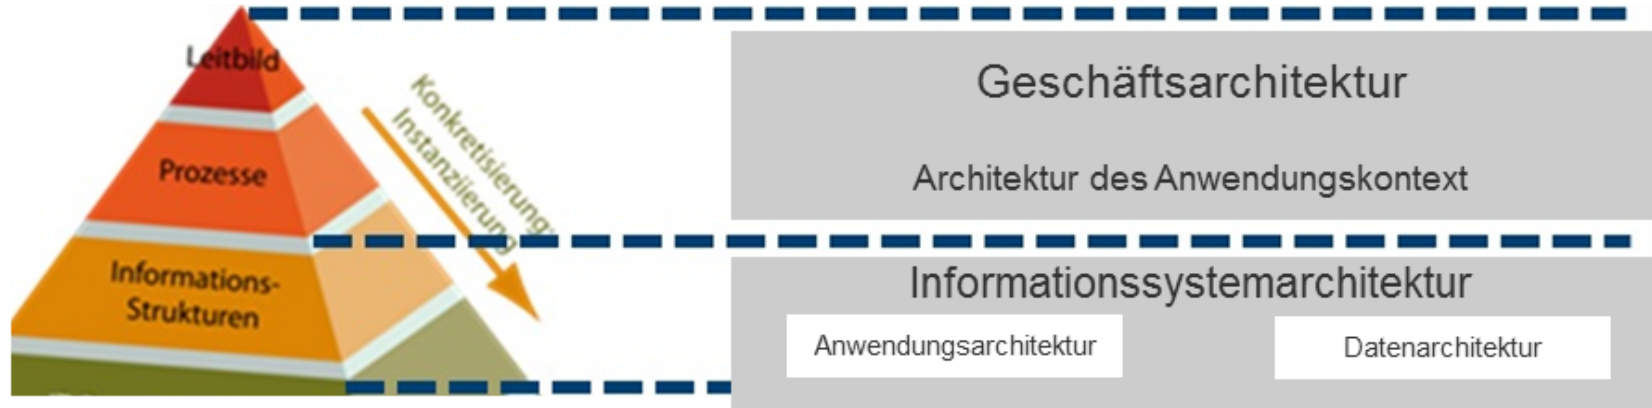 Leitbild
Prozesse
Informations-
Strukturen
Konkretisierung,
Instanziierung
Geschäftsarchitektur
Architektur des Anwendungskontext
Informationssystemarchitektur
Anwendungsarchitektur
Datenarchitektur